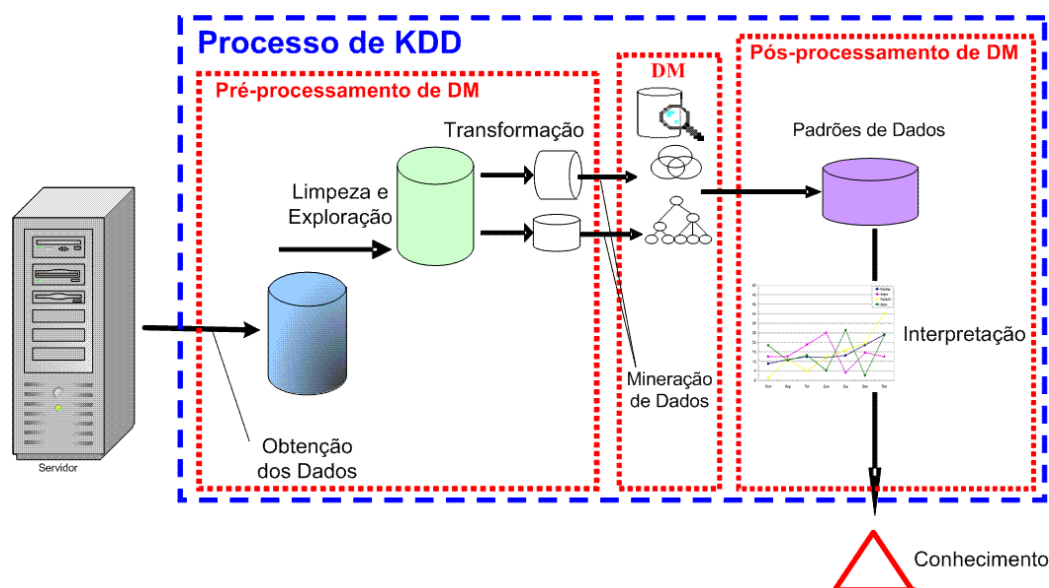 Processo de KDD
Pré-processamento de DM
DM
Pós-processamento de DM
Transformação
Padrões de Dados
Limpeza e
Exploração
Interpretação
Mineração
de Dados
Obtenção
dos Dados
Servidor
Conhecimento